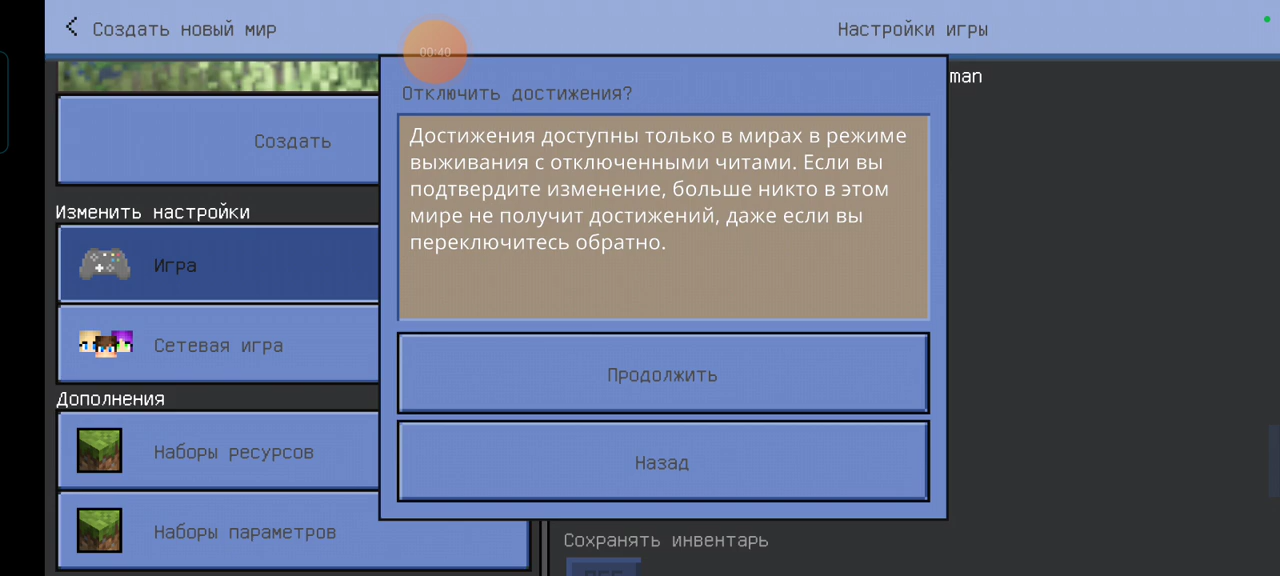 Создать новый мир
Настройки игры
00:40
man
Отключить достижения?
Достижения доступны только в мирах в режиме
выживания с отключенными читами. Если вы
подтвердите изменение, больше никто в этом
мире не получит достижений, даже если вы
переключитесь обратно.
Продолжить
Назад
Создать
Изменить настройки
Игра
Сетевая игра
Дополнения
Наборы ресурсов
Наборы параметров
Сохранять инвентарь